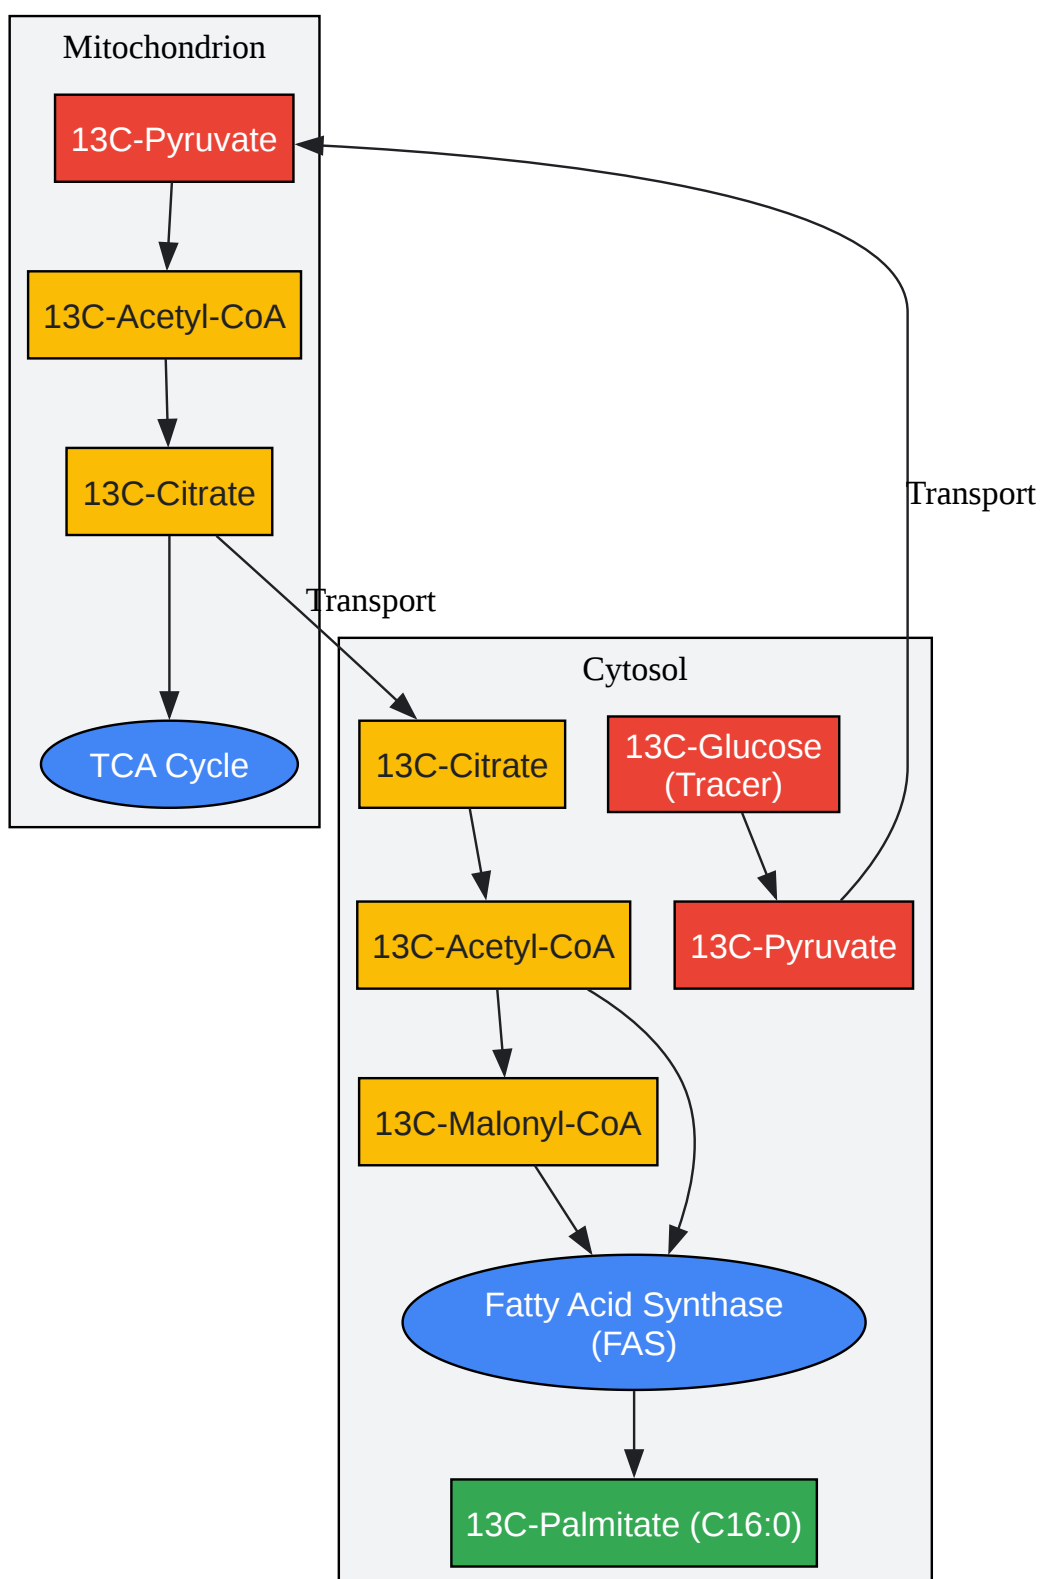 Mitochondrion
13C-Pyruvate
13C-Acetyl-CoA
13C-Citrate
Transport
Transport
TCA Cycle
Cytosol
13C-Citrate
13C-Glucose
(Tracer)
13C-Acetyl-CoA
13C-Pyruvate
13C-Malonyl-CoA
Fatty Acid Synthase
(FAS)
13C-Palmitate (C16:0)